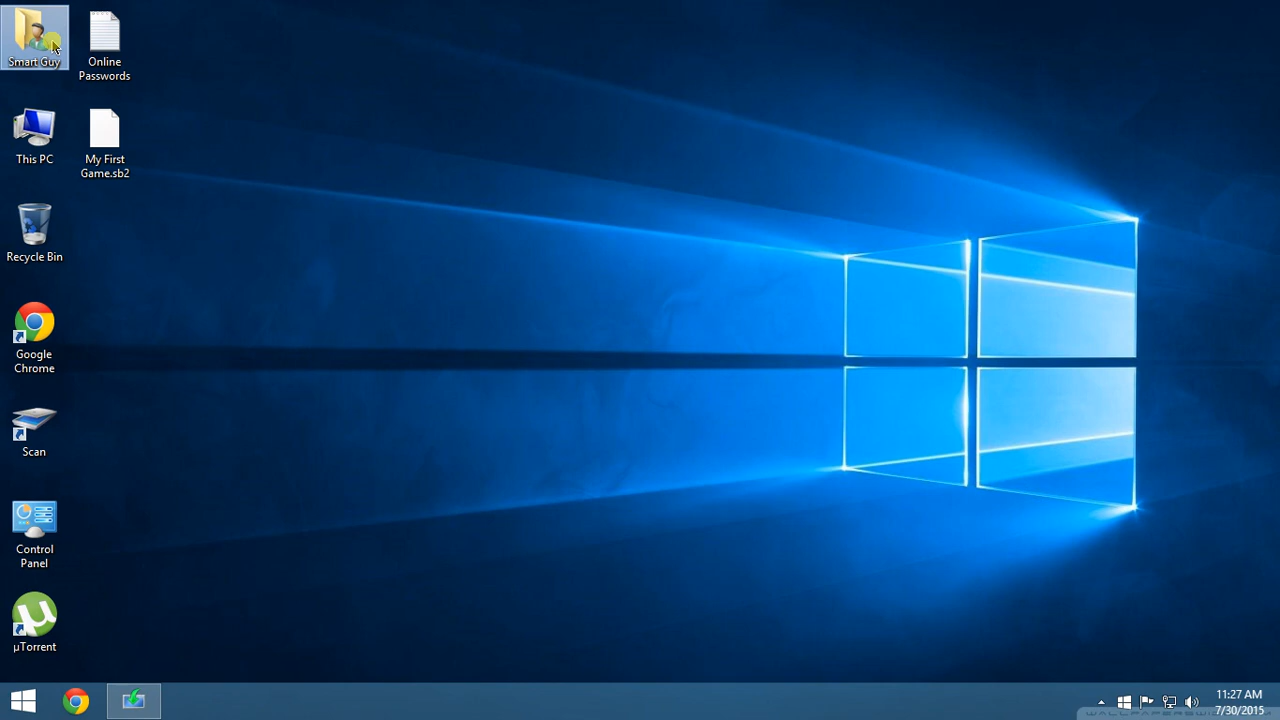 Smart Guy
Online
Passwords
This PC
My First
Game.sb2
Recycle Bin
Google
Chrome
Scan
Control
Panel
µTorrent
11:27 AM
7/30/2015